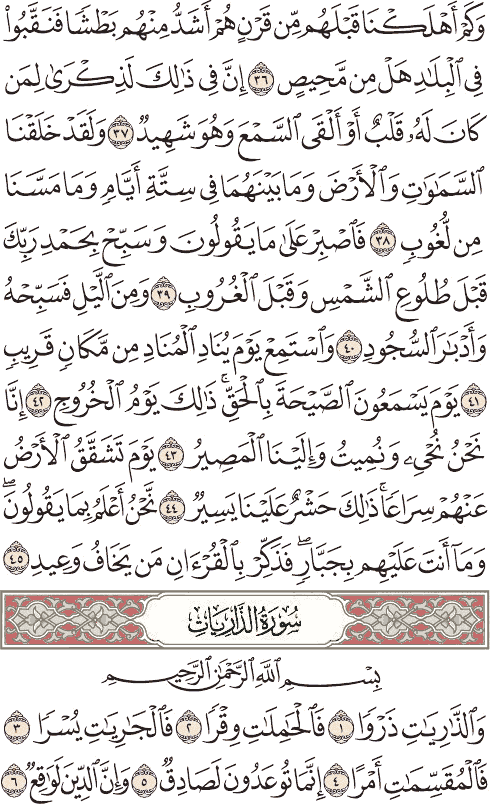 وَكَمْ أَهْلَكْنَا قَبْلَهُم مِّن قَرْنٍ هُمْ أَشَدُّ مِنْهُم بَطْشًا فَنَقَّبُوا۟
فِى ٱلْبِلَـٰدِ هَلْ مِن مَّحِيصٍ ٣٦ إِنَّ فِى ذَٰلِكَ لَذِكْرَىٰ لِمَن
كَانَ لَهُۥ قَلْبٌ أَوْ أَلْقَى ٱلسَّمْعَ وَهُوَ شَهِيدٌ ٣٧ وَلَقَدْ خَلَقْنَا
ٱلسَّمَـٰوَٰتِ وَٱلْأَرْضَ وَمَا بَيْنَهُمَا فِى سِتَّةِ أَيَّامٍ وَمَا مَسَّنَا
مِن لُّغُوبٍ ٣٨ فَٱصْبِرْ عَلَىٰ مَا يَقُولُونَ وَسَبِّحْ بِحَمْدِ رَبِّكَ
قَبْلَ طُلُوعِ ٱلشَّمْسِ وَقَبْلَ ٱلْغُرُوبِ ٣٩ وَمِنَ ٱلَّيْلِ فَسَبِّحْهُ
وَأَدْبَـٰرَ ٱلسُّجُودِ ٤٠ وَٱسْتَمِعْ يَوْمَ يُنَادِ ٱلْمُنَادِ مِن مَّكَانٍ قَرِيبٍ
٤١ يَوْمَ يَسْمَعُونَ ٱلصَّيْحَةَ بِٱلْحَقِّ ۚ ذَٰلِكَ يَوْمُ ٱلْخُرُوجِ ٤٢ إِنَّا
نَحْنُ نُحْىِۦ وَنُمِيتُ وَإِلَيْنَا ٱلْمَصِيرُ ٤٣ يَوْمَ تَشَقَّقُ ٱلْأَرْضُ
عَنْهُمْ سِرَاعًا ۚ ذَٰلِكَ حَشْرٌ عَلَيْنَا يَسِيرٌ ٤٤ نَّحْنُ أَعْلَمُ بِمَا يَقُولُونَ ۖ
وَمَآ أَنتَ عَلَيْهِم بِجَبَّارٍ ۖ فَذَكِّرْ بِٱلْقُرْءَانِ مَن يَخَافُ وَعِيدِ ٤٥
سُورَةُ الذَّارِيَاتِ
بِسْمِ ٱللَّهِ ٱلرَّحْمَـٰنِ ٱلرَّحِيمِ
وَٱلذَّٰرِيَـٰتِ ذَرْوًا ١ فَٱلْحَـٰمِلَـٰتِ وِقْرًا ٢ فَٱلْجَـٰرِيَـٰتِ يُسْرًا ٣
فَٱلْمُقَسِّمَـٰتِ أَمْرًا ٤ إِنَّمَا تُوعَدُونَ لَصَادِقٌ ٥ وَإِنَّ ٱلدِّينَ لَوَٰقِعٌ ٦